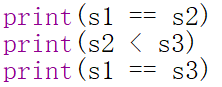 print(s1 == s2)
print(s2 < s3)
print(s1 == s3)